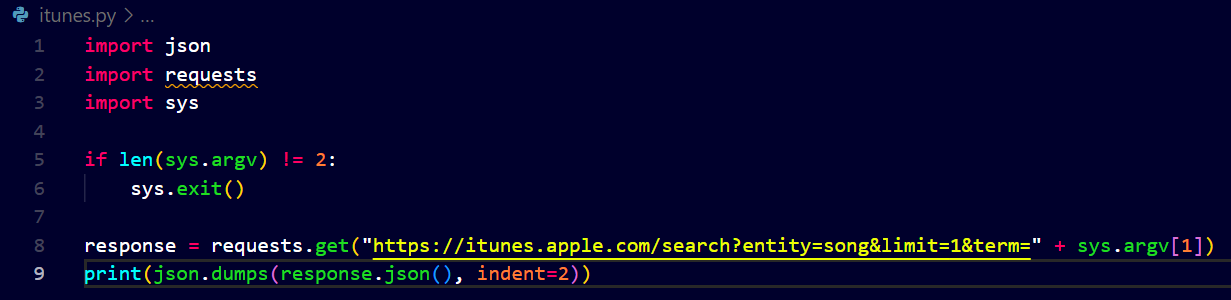 itunes.py > ...
1 import json
2 import requests
3 import sys
4
5 if len(sys.argv) != 2:
6     sys.exit()
7
8 response = requests.get("https://itunes.apple.com/search?entity=song&limit=1&term=" + sys.argv[1])
9 print(json.dumps(response.json(), indent=2))